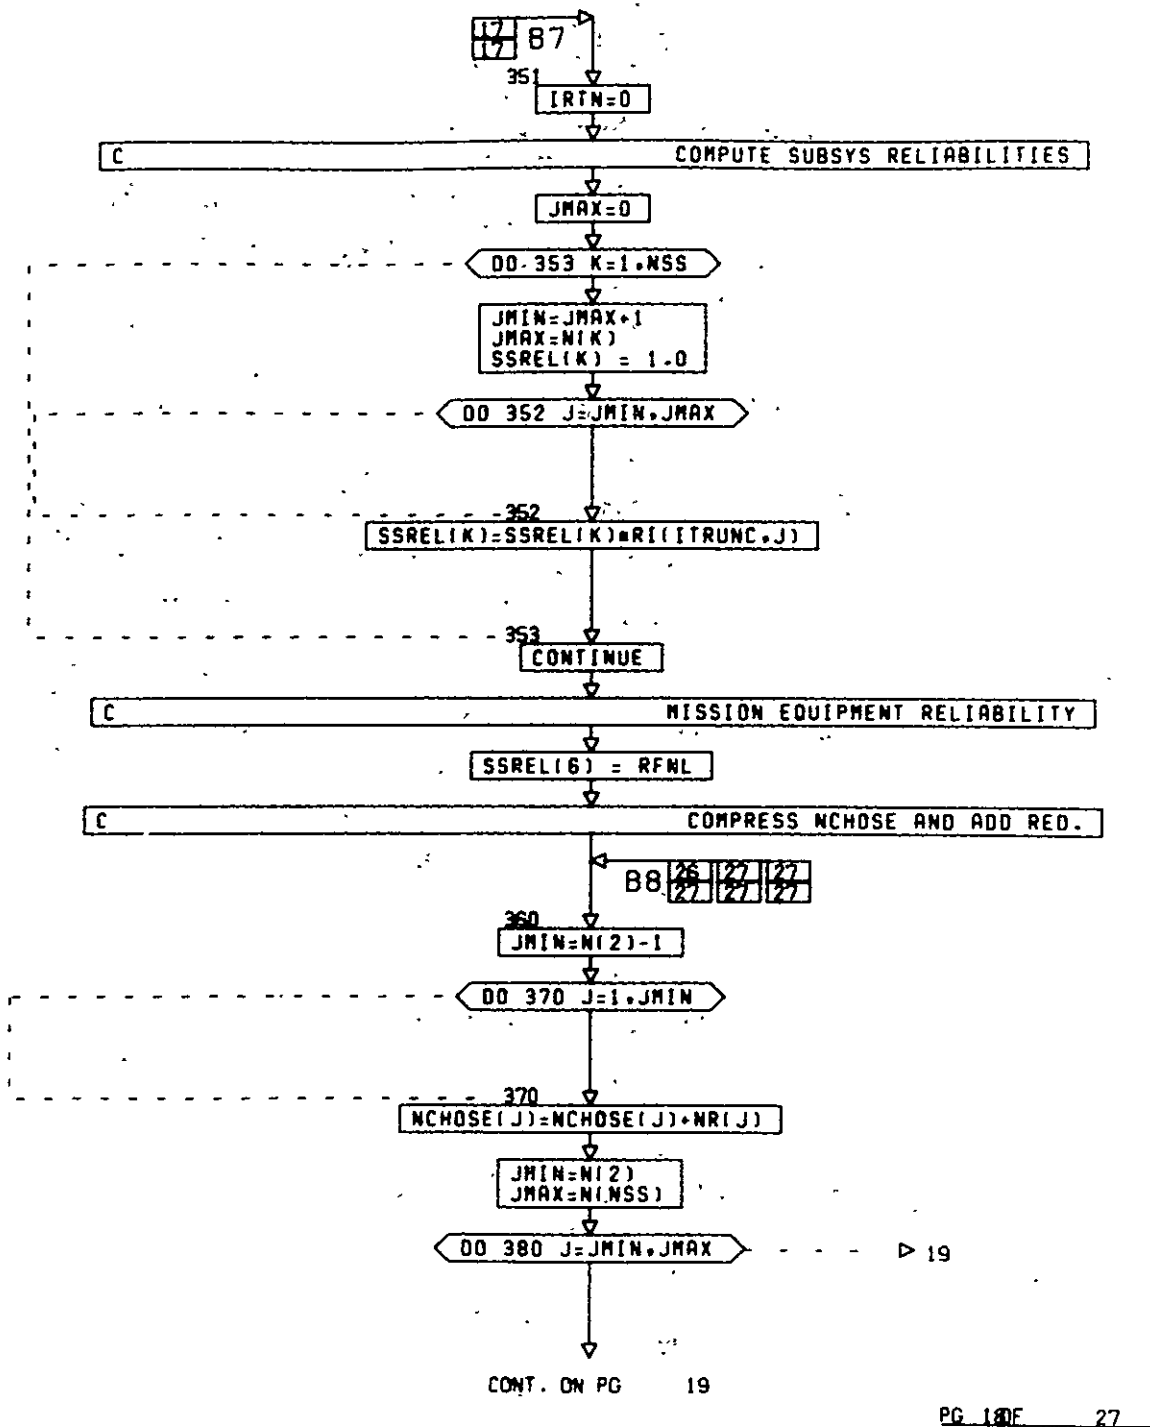 17
17 B7
351
IRTN=0
C COMPUTE SUBSYS RELIABILITIES
JMAX=0
DO 353 K=1,NSS
JMIN=JMAX+1
JMAX=N(K)
SSREL(K) = 1.0
DO 352 J=JMIN,JMAX
352
SSREL(K)=SSREL(K)*RI(ITRUNC,J)
353
CONTINUE
C MISSION EQUIPMENT RELIABILITY
SSREL(6) = RFNL
C COMPRESS NCHOSE AND ADD RED.
B8 26 27 27
27 27 27
360
JMIN=N(2)-1
DO 370 J=1,JMIN
370
NCHOSE(J)=NCHOSE(J)+NR(J)
JMIN=N(2)
JMAX=N(NSS)
DO 380 J=JMIN,JMAX
19
CONT. ON PG 19
PG 18 OF 27